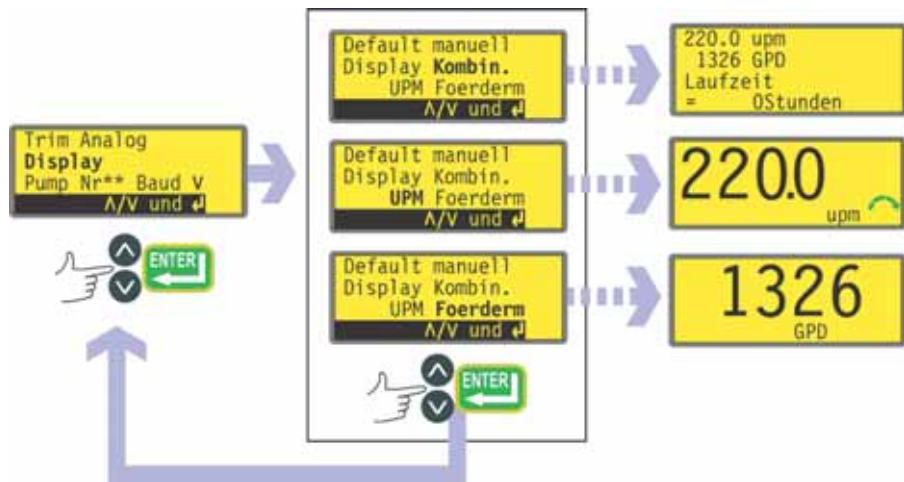 Trim Analog
Display
Pump Nr** Baud V
Λ/V und ↵
ENTER
Default manuell
Display Kombin.
UPM Foerderm
Λ/V und ↵
Default manuell
Display Kombin.
UPM Foerderm
Λ/V und ↵
Default manuell
Display Kombin.
UPM Foerderm
Λ/V und ↵
ENTER
220.0 upm
1326 GPD
Laufzeit
= 0Stunden
220.0
upm
1326
GPD